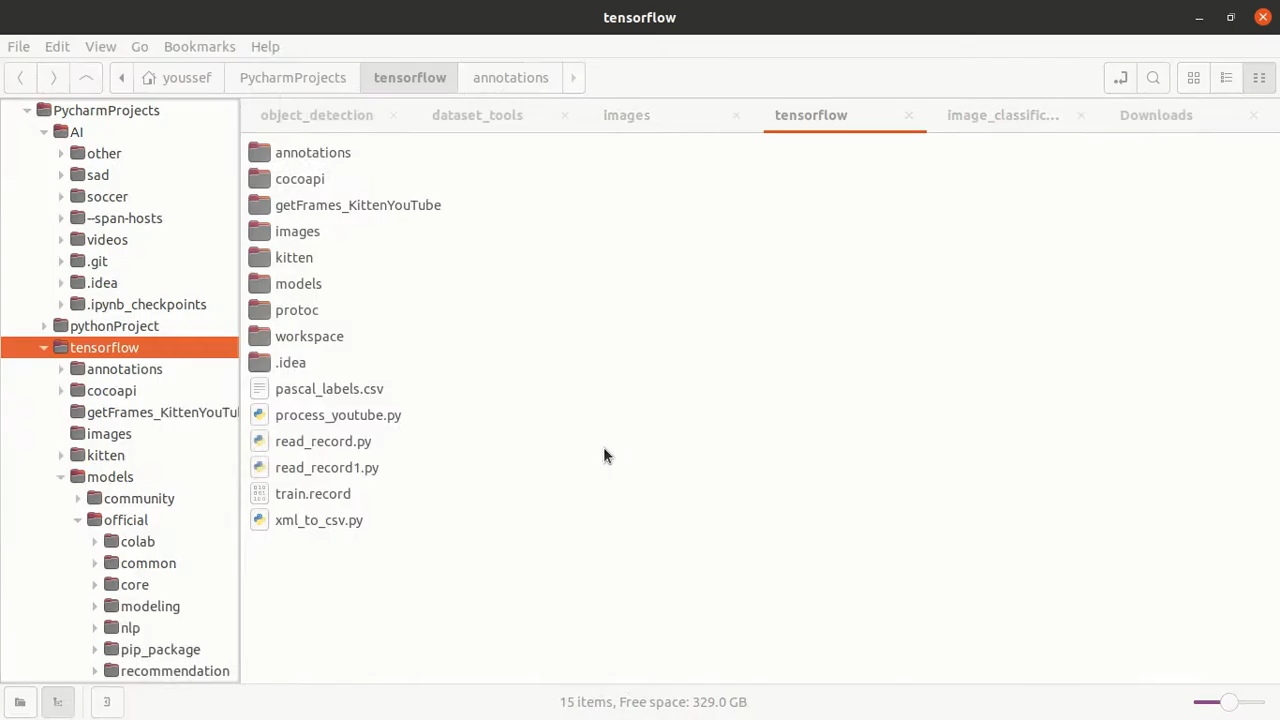 tensorflow
File Edit View Go Bookmarks Help
youssef PycharmProjects tensorflow annotations
PycharmProjects
AI
other
sad
soccer
--span-hosts
videos
.git
.idea
.ipynb_checkpoints
pythonProject
tensorflow
annotations
cocoapi
getFrames_KittenYouTu
images
kitten
models
community
official
colab
common
core
modeling
nlp
pip_package
recommendation
object_detection dataset_tools images tensorflow image_classific... Downloads
annotations
cocoapi
getFrames_KittenYouTube
images
kitten
models
protoc
workspace
.idea
pascal_labels.csv
process_youtube.py
read_record.py
read_record1.py
train.record
xml_to_csv.py
15 items, Free space: 329.0 GB